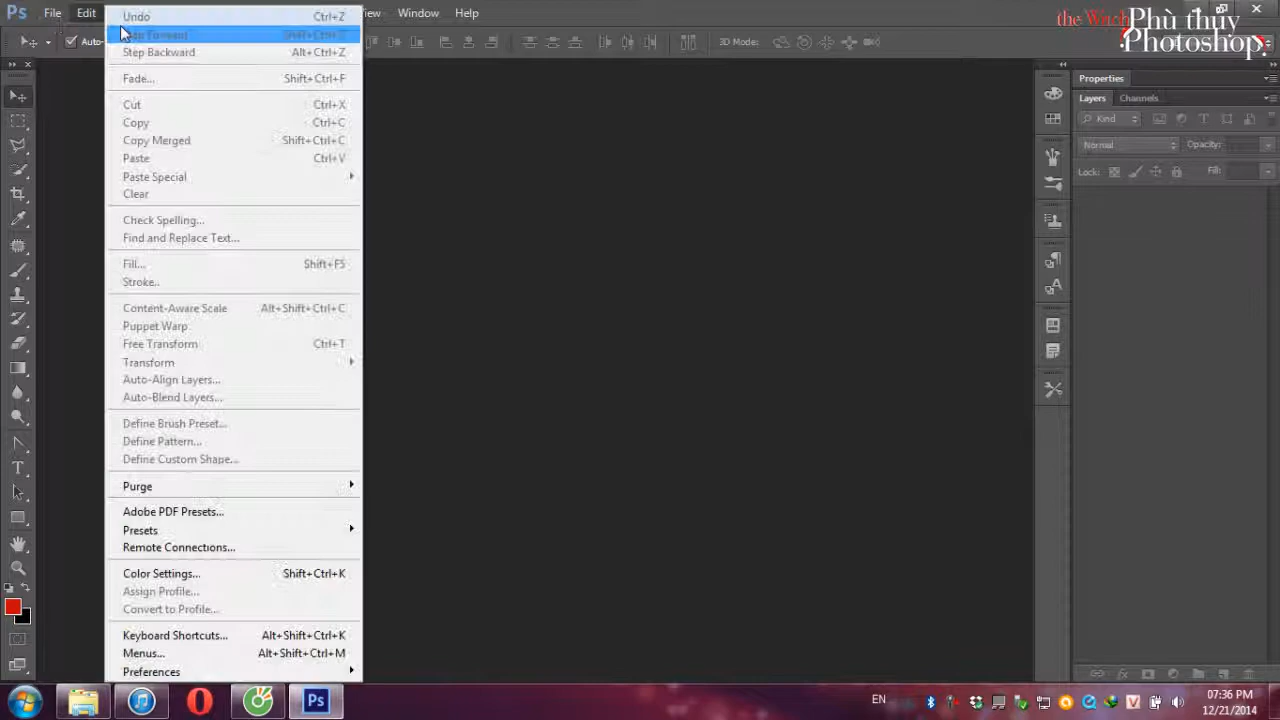 Ps File Edit View Window Help
the Witch Phù thủy
Photoshop.
Undo Ctrl+Z
Step Forward
Step Backward Alt+Ctrl+Z
Fade... Shift+Ctrl+F
Cut Ctrl+X
Copy Ctrl+C
Copy Merged Shift+Ctrl+C
Paste Ctrl+V
Paste Special
Clear
Check Spelling...
Find and Replace Text...
Fill... Shift+F5
Stroke...
Content-Aware Scale Alt+Shift+Ctrl+C
Puppet Warp
Free Transform Ctrl+T
Transform
Auto-Align Layers...
Auto-Blend Layers...
Define Brush Preset...
Define Pattern...
Define Custom Shape...
Purge
Adobe PDF Presets...
Presets
Remote Connections...
Color Settings... Shift+Ctrl+K
Assign Profile...
Convert to Profile...
Keyboard Shortcuts... Alt+Shift+Ctrl+K
Menus... Alt+Shift+Ctrl+M
Preferences
Auto
3D Mode:
Properties
Layers Channels
Kind
Normal Opacity:
Lock: Fill:
Ps EN 07:36 PM
12/21/2014